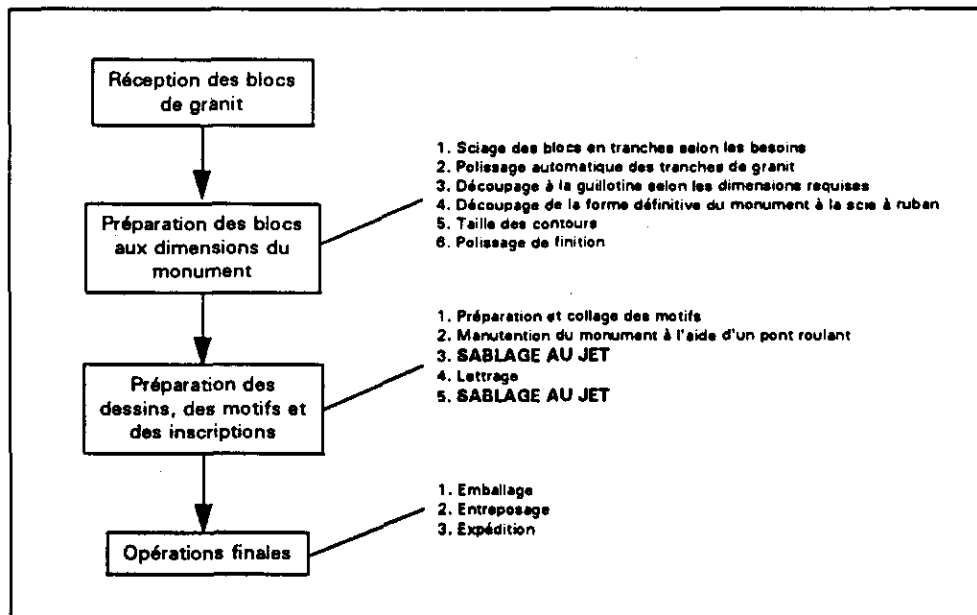 Réception des blocs
de granit
Préparation des blocs
aux dimensions du
monument
1. Sciage des blocs en tranches selon les besoins
2. Polissage automatique des tranches de granit
3. Découpage à la guillotine selon les dimensions requises
4. Découpage de la forme définitive du monument à la scie à ruban
5. Taille des contours
6. Polissage de finition
Préparation des
dessins, des motifs et
des inscriptions
1. Préparation et collage des motifs
2. Manutention du monument à l'aide d'un pont roulant
3. SABLAGE AU JET
4. Lettrage
5. SABLAGE AU JET
Opérations finales
1. Emballage
2. Entreposage
3. Expédition